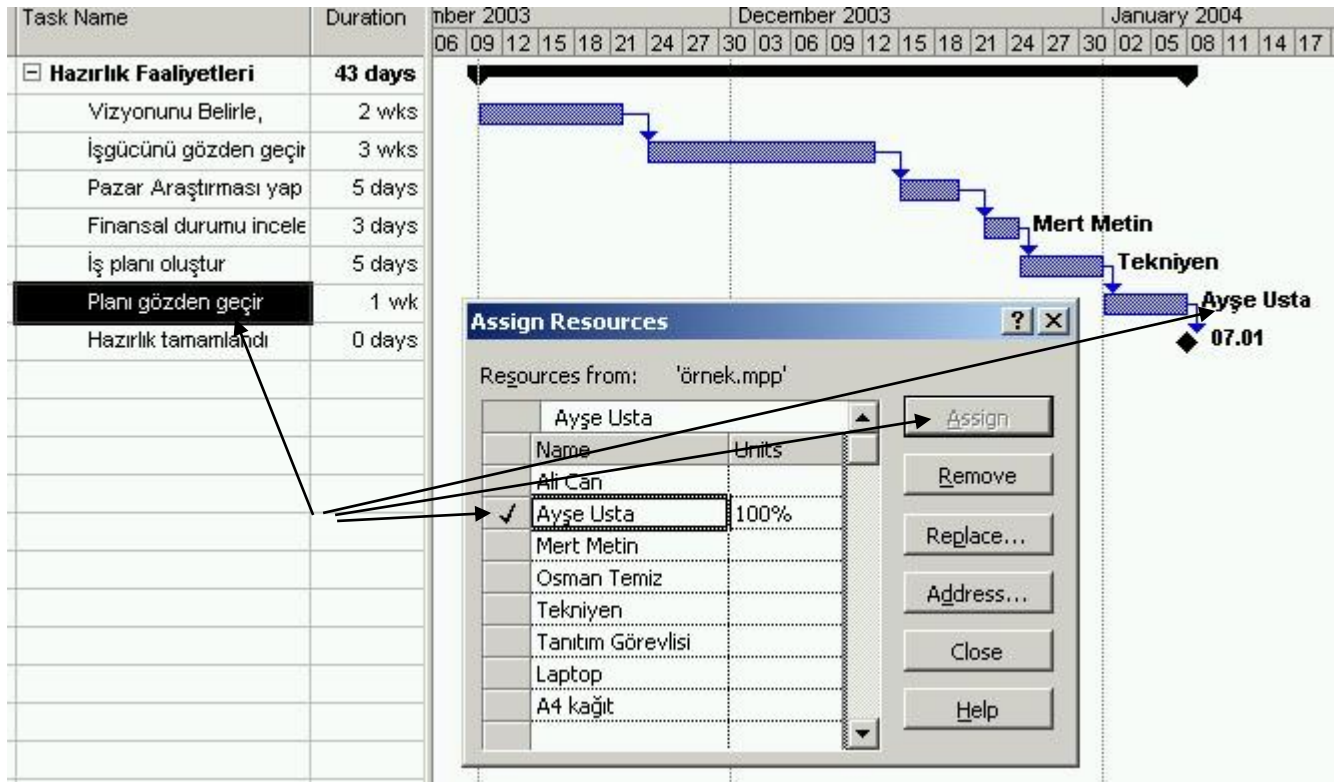 Task Name Duration mber 2003 December 2003 January 2004
06 09 12 15 18 21 24 27 30 03 06 09 12 15 18 21 24 27 30 02 05 08 11 14 17
Hazırlık Faaliyetleri 43 days
Vizyonunu Belirle, 2 wks
İşgücünü gözden geçir 3 wks
Pazar Araştırması yap 5 days
Finansal durumu incele 3 days Mert Metin
İş planı oluştur 5 days Tekniyen
Planı gözden geçir 1 wk Ayşe Usta
Hazırlık tamamlandı 0 days 07.01
Assign Resources
Resources from: 'örnek.mpp'
Ayşe Usta Assign
Name Units
Ali Can Remove
Ayşe Usta 100%
Mert Metin Replace...
Osman Temiz
Tekniyen Address...
Tanıtım Görevlisi
Laptop Close
A4 kağıt Help